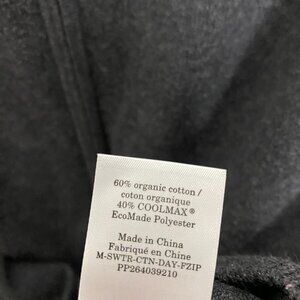 60% organic cotton /
coton organique
40% COOLMAX®
EcoMade Polyester
Made in China
Fabriqué en Chine
M-SWTR-CTN-DAY-FZIP
PP264039210